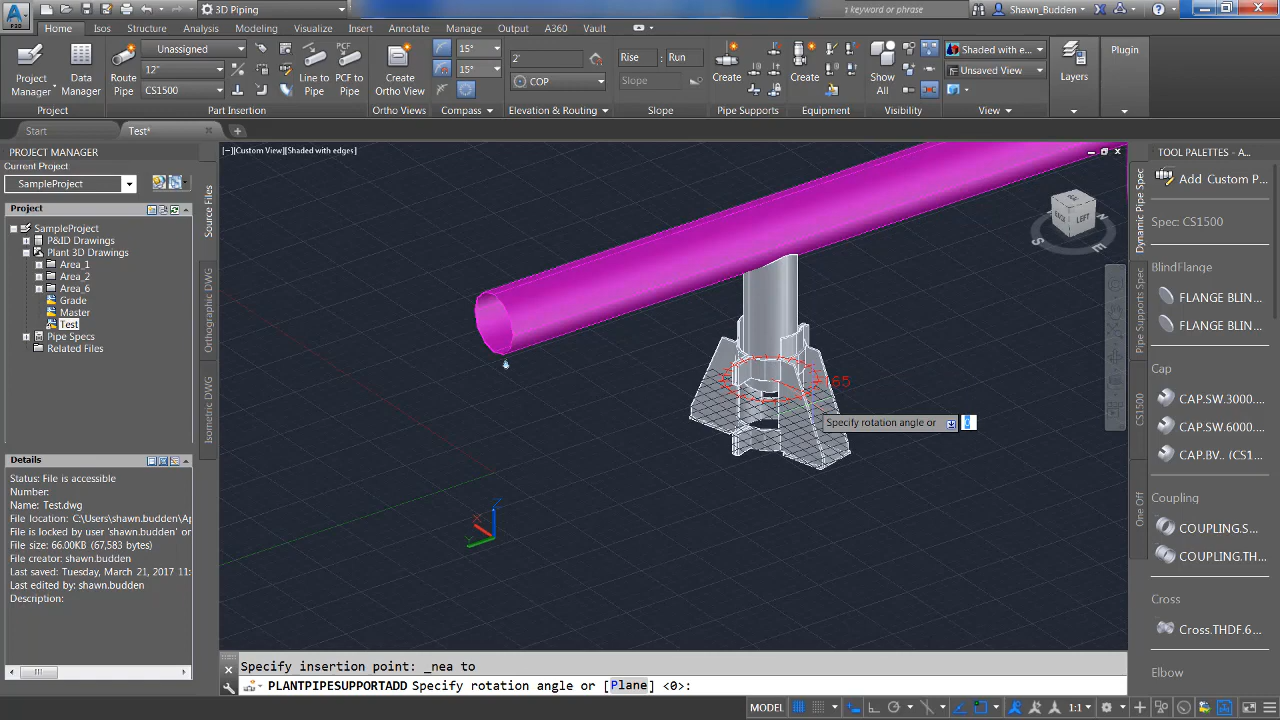 3D Piping
a keyword or phrase
Shawn_Budden
P3D
Home
Isos
Structure
Analysis
Modeling
Visualize
Insert
Annotate
Manage
Output
A360
Vault
Project
Manager
Data
Manager
Project
Route
Pipe
Unassigned
12"
CS1500
Line to
Pipe
PCF to
Pipe
Part Insertion
Create
Ortho View
Ortho Views
15°
15°
Compass
2'
COP
Elevation & Routing
Rise : Run
Slope
Slope
Create
Pipe Supports
Create
Equipment
Show
All
Visibility
Shaded with e...
Unsaved View
View
Layers
Plugin
Start
Test*
PROJECT MANAGER
Current Project
SampleProject
Project
SampleProject
P&ID Drawings
Plant 3D Drawings
Area_1
Area_2
Area_6
Grade
Master
Test
Pipe Specs
Related Files
Source Files
Orthographic DWG
Isometric DWG
Details
Status: File is accessible
Number:
Name: Test.dwg
File location: C:\Users\shawn.budden\Ap
File is locked by user 'shawn.budden' or
File size: 66.00KB (67,583 bytes)
File creator: shawn.budden
Last saved: Tuesday, March 21, 2017 11:
Last edited by: shawn.budden
Description:
[−][Custom View][Shaded with edges]
LEFT
S
E
165
Specify rotation angle or
0
X
Y
Z
TOOL PALETTES - A...
Add Custom P...
Spec: CS1500
BlindFlange
FLANGE BLIN...
FLANGE BLIN...
Cap
CAP.SW.3000...
CAP.SW.6000...
CAP.BV.. (CS1...
Coupling
COUPLING.S...
COUPLING.TH...
Cross
Cross.THDF.6...
Elbow
Dynamic Pipe Spec
Pipe Supports Spec
CS1500
One Off
Specify insertion point: _nea to
PLANTPIPESUPPORTADD Specify rotation angle or [Plane] <0>:
MODEL
1:1